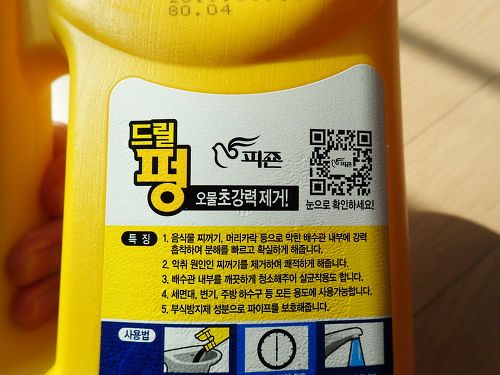 80.04
드릴
펑
피죤
오물초강력제거!
눈으로 확인하세요!
특 징
1. 음식물 찌꺼기, 머리카락 등으로 막힌 배수관 내부에 강력
흡착하여 분해를 빠르고 확실하게 해줍니다.
2. 악취 원인인 찌꺼기를 제거하여 쾌적하게 해줍니다.
3. 배수관 내부를 깨끗하게 청소해주어 살균작용도 합니다.
4. 세면대, 변기, 주방 하수구 등 모든 용도에 사용가능합니다.
5. 부식방지제 성분으로 파이프를 보호해줍니다.
사용법